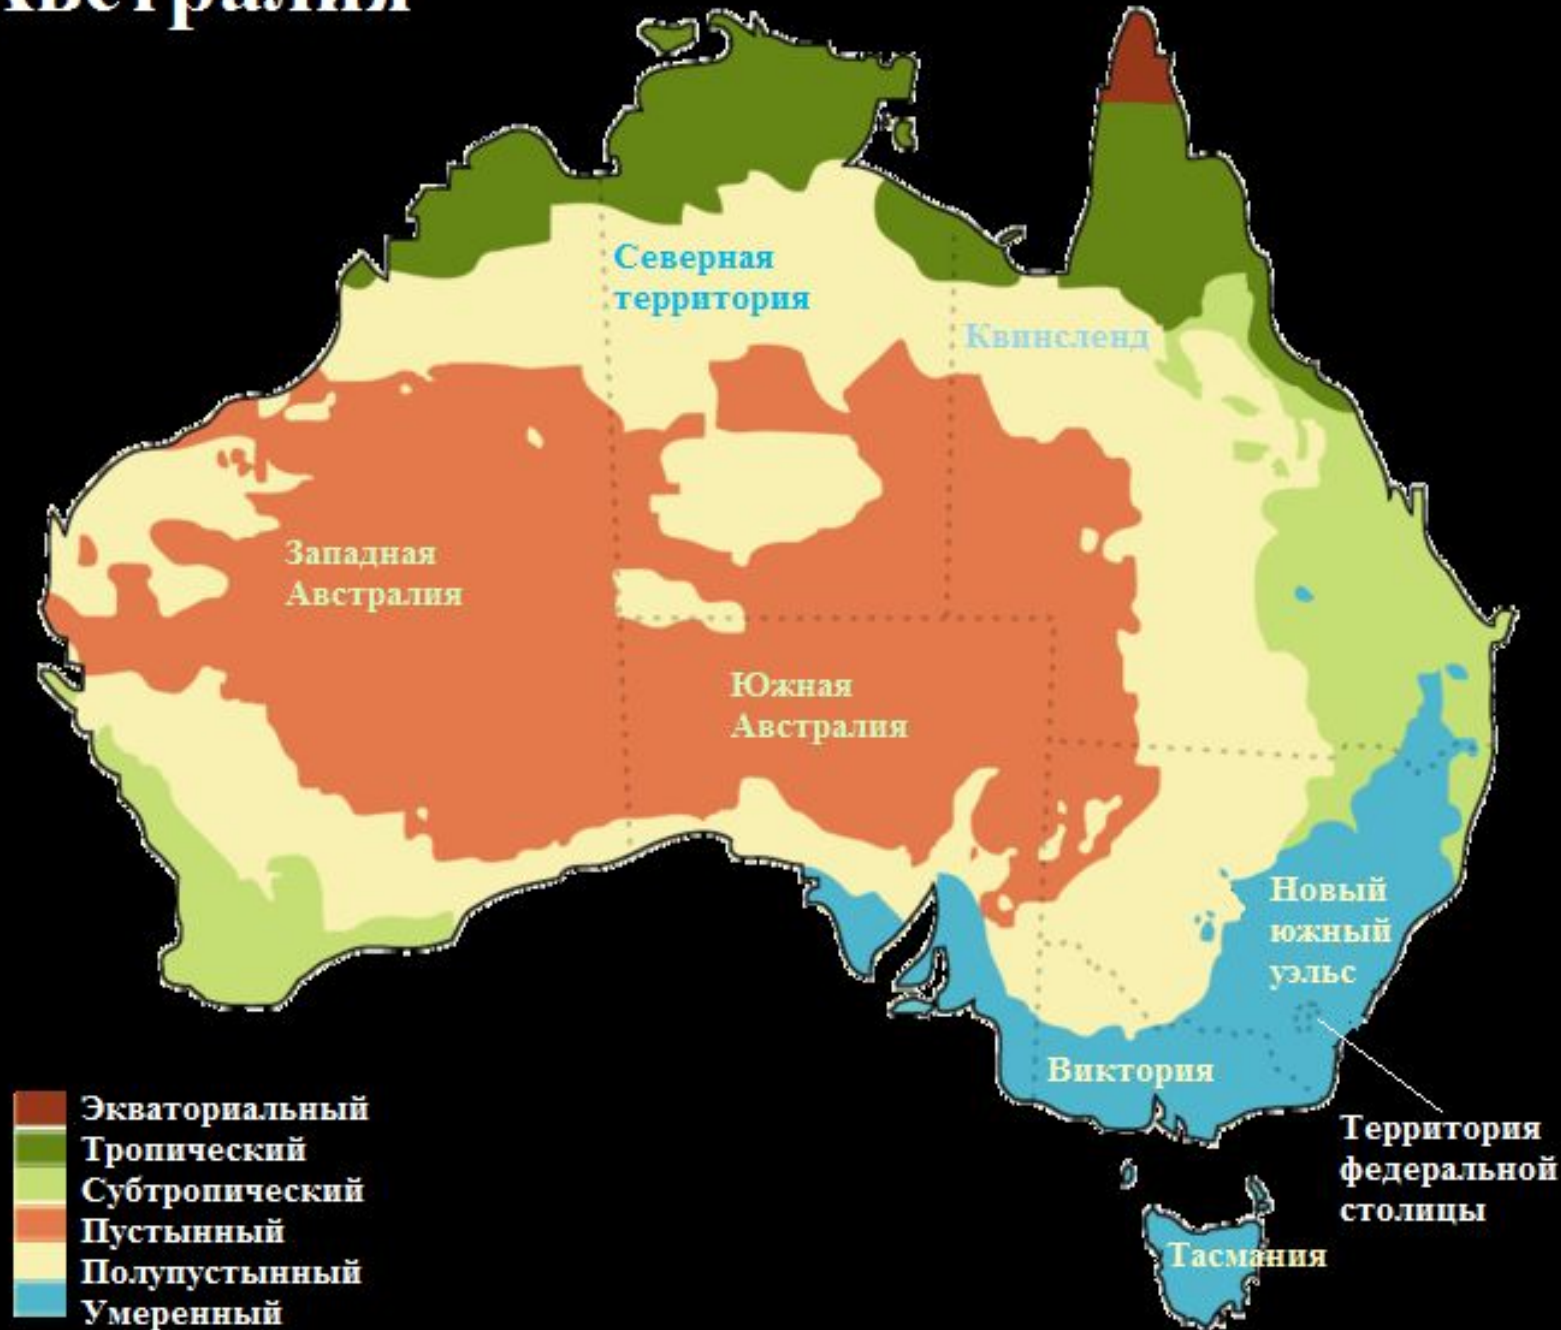 Австралия
Северная
территория
Квинсленд
Западная
Австралия
Южная
Австралия
Новый
южный
уэльс
Виктория
Территория
федеральной
столицы
Тасмания
Экваториальный
Тропический
Субтропический
Пустынный
Полупустынный
Умеренный